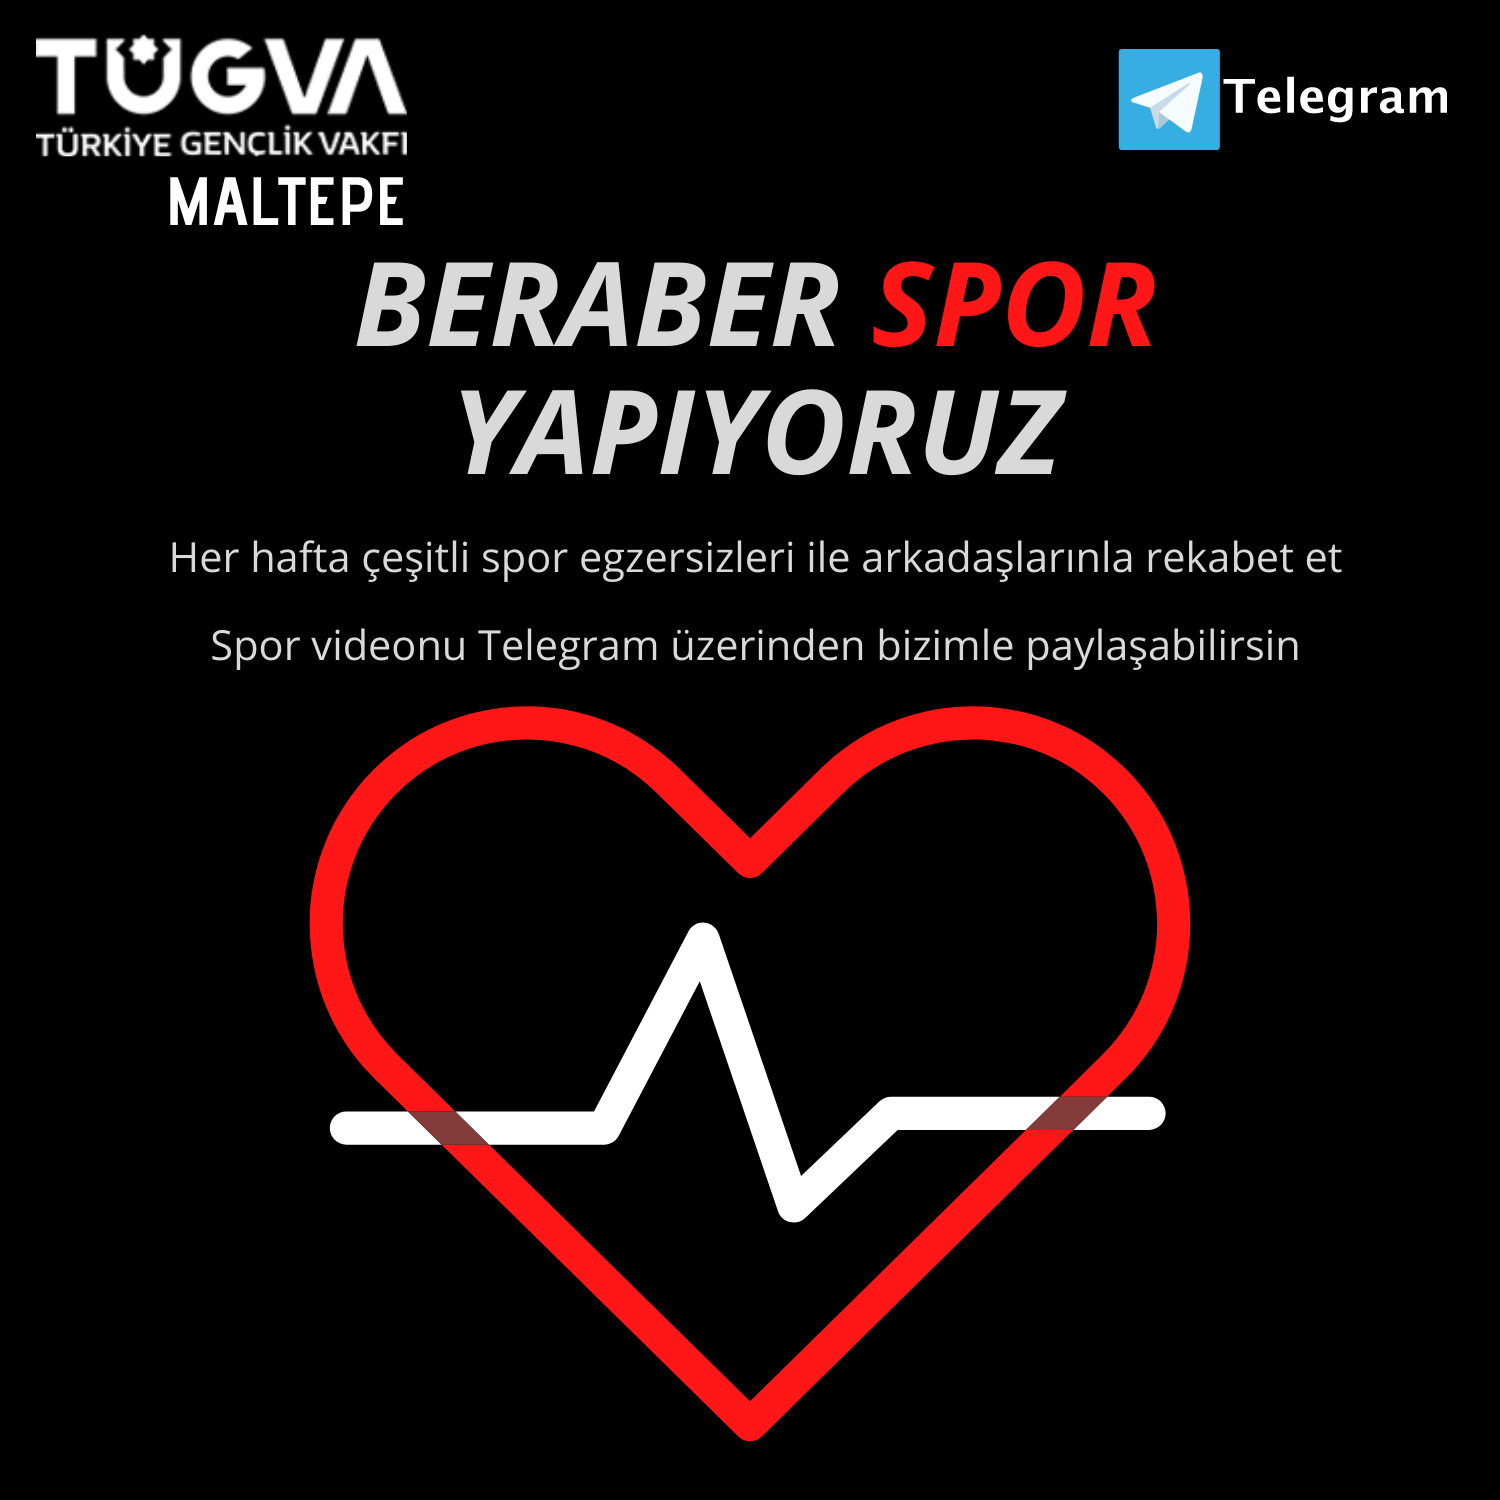 TÜGVA
TÜRKİYE GENÇLİK VAKFI
MALTEPE
Telegram
BERABER SPOR
YAPIYORUZ
Her hafta çeşitli spor egzersizleri ile arkadaşlarınla rekabet et
Spor videonu Telegram üzerinden bizimle paylaşabilirsin